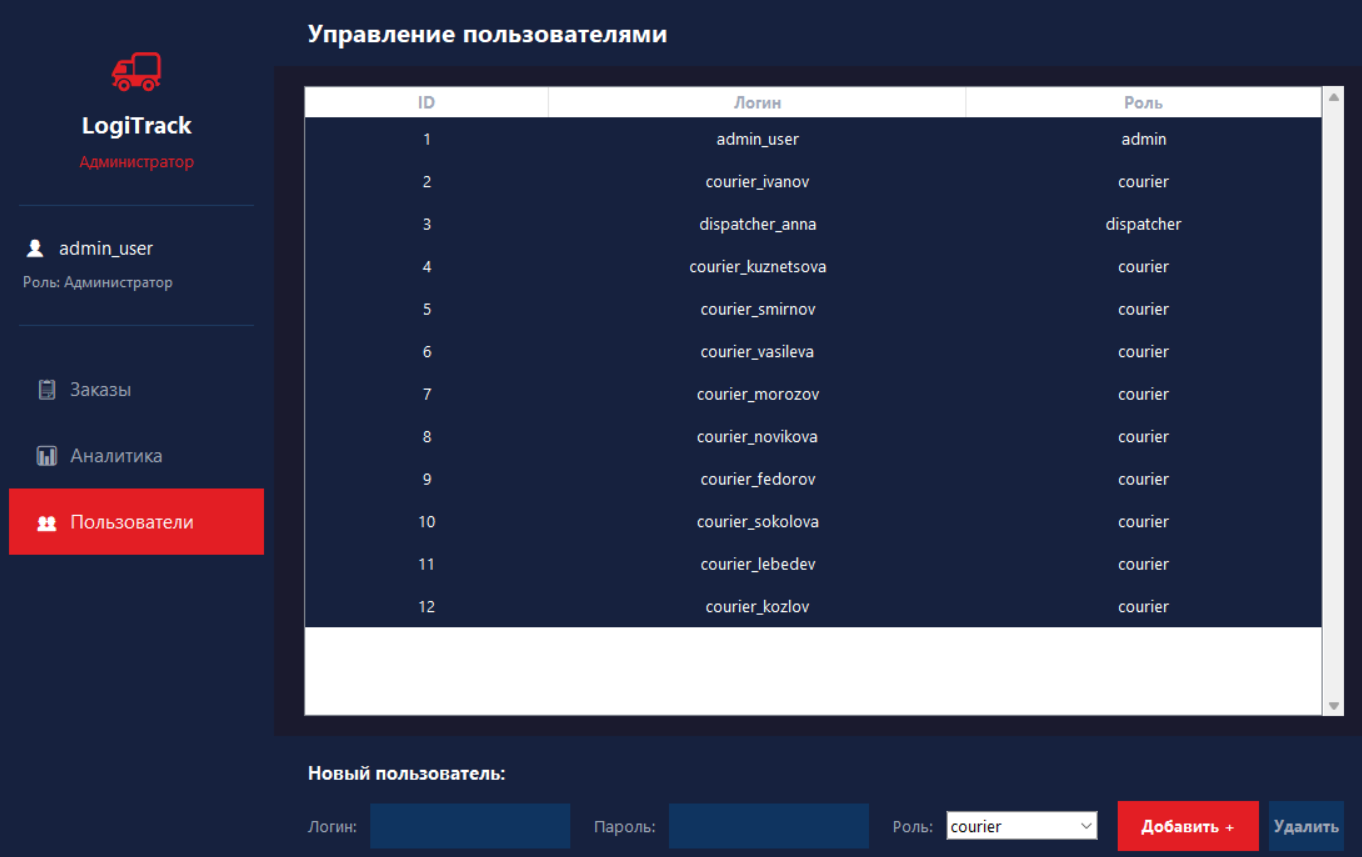 Управление пользователями
LogiTrack
Администратор
admin_user
Роль: Администратор
Заказы
Аналитика
Пользователи
ID Логин Роль
1 admin_user admin
2 courier_ivanov courier
3 dispatcher_anna dispatcher
4 courier_kuznetsova courier
5 courier_smirnov courier
6 courier_vasileva courier
7 courier_morozov courier
8 courier_novikova courier
9 courier_fedorov courier
10 courier_sokolova courier
11 courier_lebedev courier
12 courier_kozlov courier
Новый пользователь:
Логин: Пароль: Роль: courier Добавить + Удалить